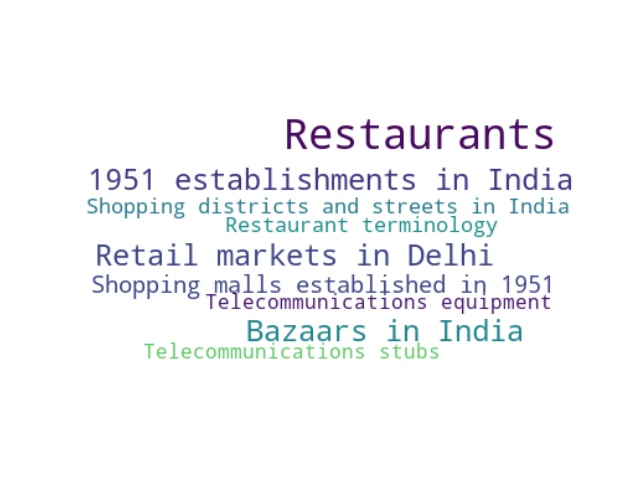 Restaurants
1951 establishments in India
Shopping districts and streets in India
Restaurant terminology
Retail markets in Delhi
Shopping malls established in 1951
Telecommunications equipment
Bazaars in India
Telecommunications stubs